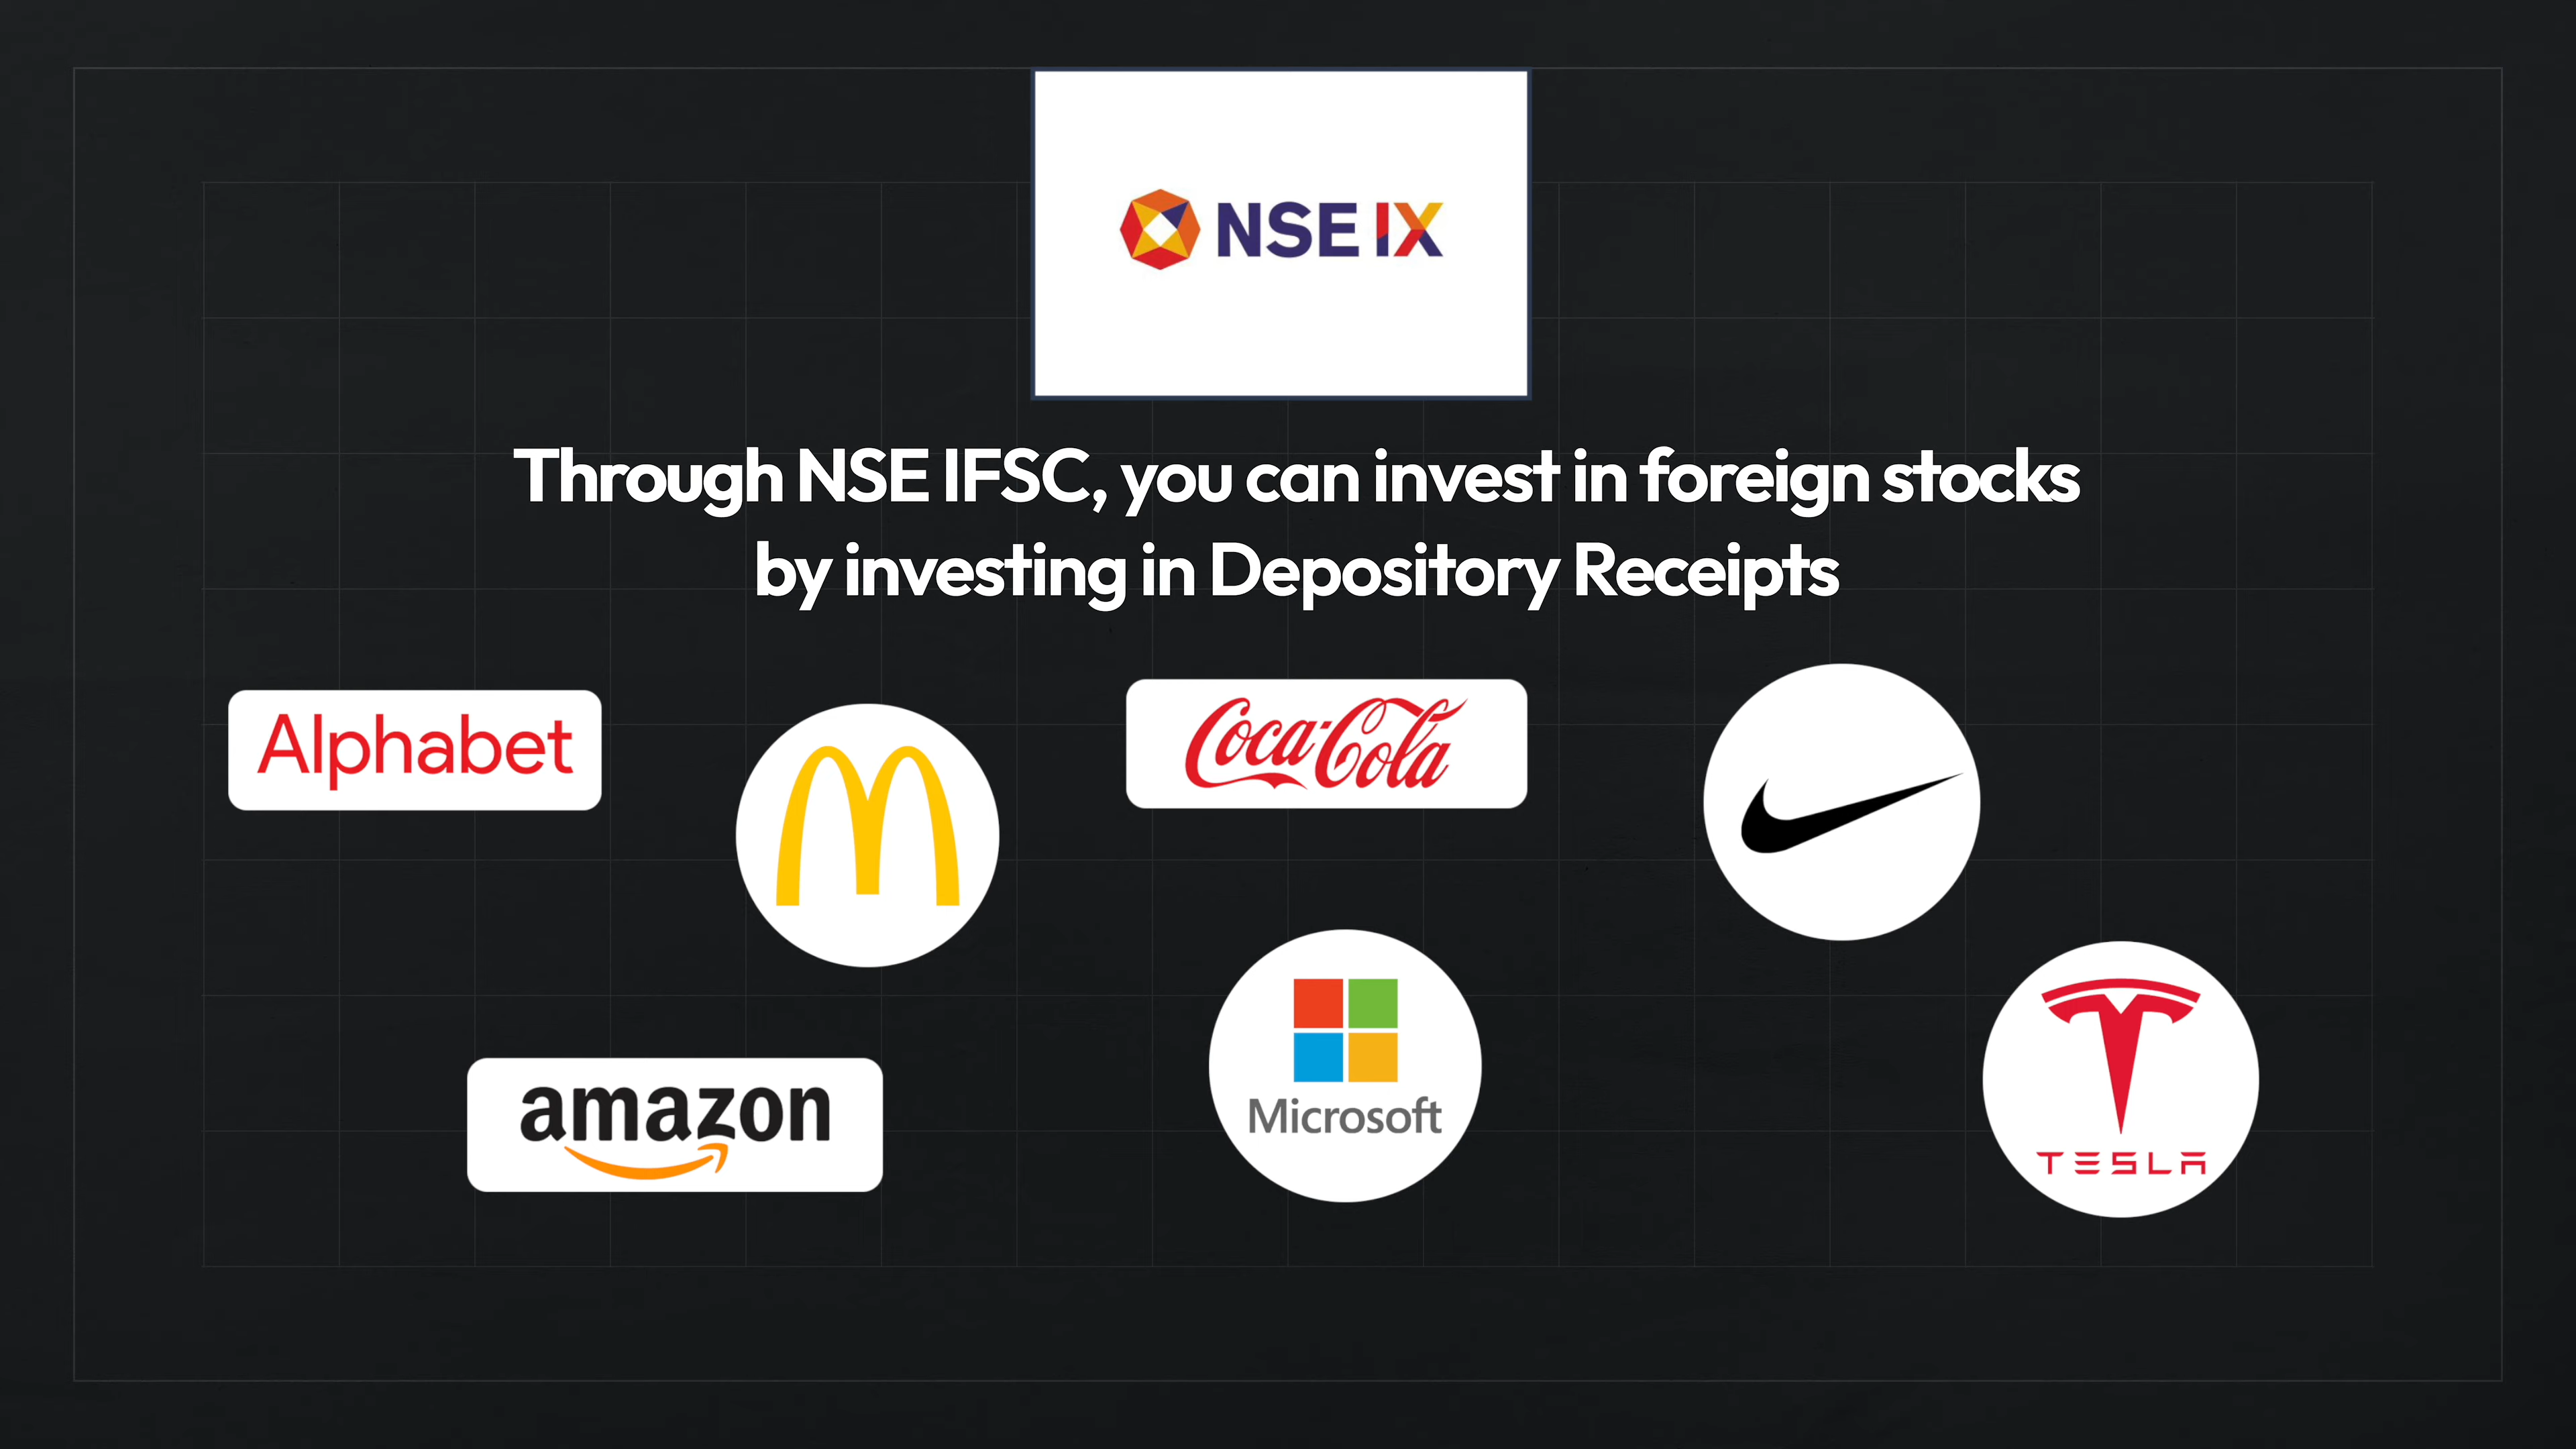 NSE IX
Through NSE IFSC, you can invest in foreign stocks
by investing in Depository Receipts
Alphabet
Coca-Cola
amazon
Microsoft
TESLA